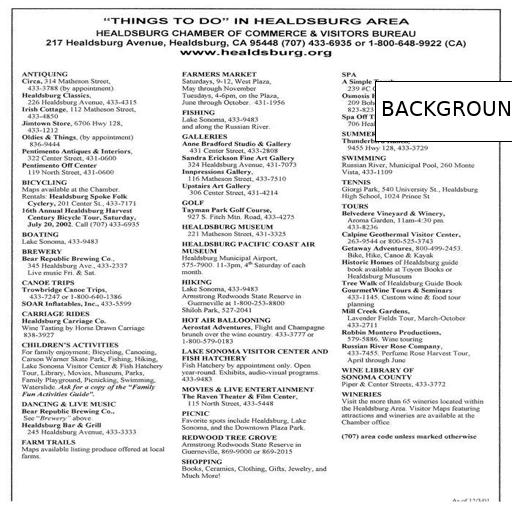 "THINGS TO DO" IN HEALDSBURG AREA
HEALDSBURG CHAMBER OF COMMERCE & VISITORS BUREAU
217 Healdsburg Avenue, Healdsburg, CA 95448 (707) 433-6935 or 1-800-648-9922 (CA)
www.healdsburg.org
ANTIQUING
Circa, 314 Matheson Street,
433-3788 (by appointment)
Healdsburg Classics,
226 Healdsburg Avenue, 433-4315
Irish Cottage, 112 Matheson Street,
433-4850
Jimtown Store, 6706 Hwy 128,
433-1212
Oldies & Things, (by appointment)
836-9444
Pentimento Antiques & Interiors,
322 Center Street, 431-0600
Pentimento Off Center
119 North Street, 431-0600
BICYCLING
Maps available at the Chamber.
Rentals: Healdsburg Spoke Folk
Cyclery, 201 Center St., 433-7171
16th Annual Healdsburg Harvest
Century Bicycle Tour, Saturday,
July 20, 2002. Call (707) 433-6935
BOATING
Lake Sonoma, 433-9483
BREWERY
Bear Republic Brewing Co.,
345 Healdsburg Ave., 433-2337
Live music Fri. & Sat.
CANOE TRIPS
Trowbridge Canoe Trips,
433-7247 or 1-800-640-1386
SOAR Inflatables, Inc., 433-5599
CARRIAGE RIDES
Healdsburg Carriage Co.
Wine Tasting by Horse Drawn Carriage
838-3927
CHILDREN'S ACTIVITIES
For family enjoyment; Bicycling, Canoeing,
Carson Warner Skate Park, Fishing, Hiking,
Lake Sonoma Visitor Center & Fish Hatchery
Tour, Library, Movies, Museum, Parks,
Family Playground, Picnicking, Swimming,
Waterslide. Ask for a copy of the "Family
Fun Activities Guide".
DANCING & LIVE MUSIC
Bear Republic Brewing Co.,
See "Brewery" above
Healdsburg Bar & Grill
245 Healdsburg Avenue, 433-3333
FARM TRAILS
Maps available listing produce offered at local
farms.
FARMERS MARKET
Saturdays, 9-12, West Plaza,
May through November
Tuesdays, 4-6pm, on the Plaza,
June through October. 431-1956
FISHING
Lake Sonoma, 433-9483
and along the Russian River.
GALLERIES
Anne Bradford Studio & Gallery
431 Center Street, 433-2808
Sandra Erickson Fine Art Gallery
324 Healdsburg Avenue, 431-7073
Innpressions Gallery,
116 Matheson Street, 433-7510
Upstairs Art Gallery
306 Center Street, 431-4214
GOLF
Tayman Park Golf Course,
927 S. Fitch Mtn. Road, 433-4275
HEALDSBURG MUSEUM
221 Matheson Street, 431-3325
HEALDSBURG PACIFIC COAST AIR
MUSEUM
Healdsburg Municipal Airport,
575-7900. 11-3pm, 4th Saturday of each
month.
HIKING
Lake Sonoma, 433-9483
Armstrong Redwoods State Reserve in
Guerneville at 1-800-253-8800
Shiloh Park, 527-2041
HOT AIR BALLOONING
Aerostat Adventures, Flight and Champagne
brunch over the wine country. 433-3777 or
1-800-579-0183
LAKE SONOMA VISITOR CENTER AND
FISH HATCHERY
Fish Hatchery by appointment only. Open
year-round. Exhibits, audio-visual programs.
433-9483
MOVIES & LIVE ENTERTAINMENT
The Raven Theater & Film Center,
115 North Street, 433-5448
PICNIC
Favorite spots include Healdsburg, Lake
Sonoma, and the Downtown Plaza Park.
REDWOOD TREE GROVE
Armstrong Redwoods State Reserve in
Guerneville, 869-9000 or 869-2015
SHOPPING
Books, Ceramics, Clothing, Gifts, Jewelry, and
Much More!
SPA
A Simple
239
Osmosis
209
823-82
Spa Off
706
SUMMER
9455 Hwy 128, 433-3729
SWIMMING
Russian River, Municipal Pool, 260 Monte
Vista, 433-1109
TENNIS
Giorgi Park, 540 University St., Healdsburg
High School, 1024 Prince St
TOURS
Belvedere Vineyard & Winery,
Aroma Garden, 11am-4:30 pm.
433-8236
Calpine Geothermal Visitor Center,
263-9544 or 800-525-3743
Getaway Adventures, 800-499-2453.
Bike, Hike, Canoe & Kayak
Historic Homes of Healdsburg guide
book available at Toyon Books or
Healdsburg Museum
Tree Walk of Healdsburg Guide Book
GourmetWine Tours & Seminars
433-1145. Custom wine & food tour
planning
Mill Creek Gardens,
Lavender Fields Tour, March-October
433-2711
Robbin Montero Productions,
579-5886. Wine touring
Russian River Rose Company,
433-7455. Perfume Rose Harvest Tour,
April through June
WINE LIBRARY OF
SONOMA COUNTY
Piper & Center Streets, 433-3772
WINERIES
Visit the more than 65 wineries located within
the Healdsburg Area. Visitor Maps featuring
attractions and wineries are available at the
Chamber office
(707) area code unless marked otherwise
BACKGROUN